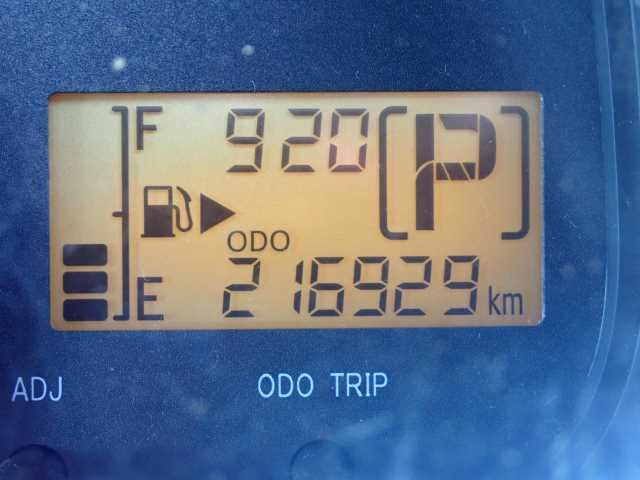 F 920 [P]
ODO
E 216929 km
ADJ ODO TRIP